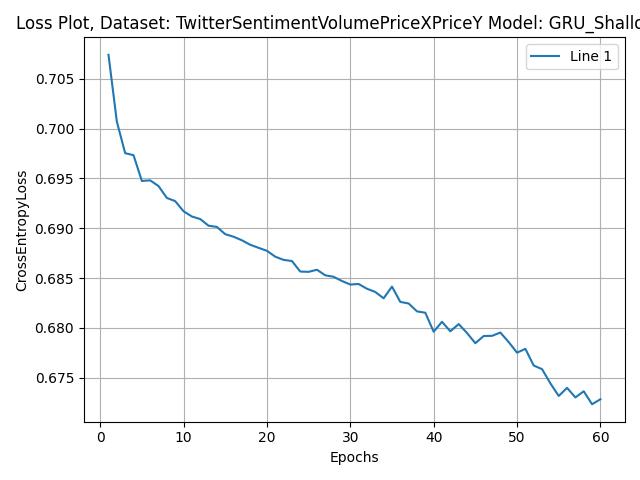 Loss Plot, Dataset: TwitterSentimentVolumePriceXPriceY Model: GRU_Shallo
Line 1
0.705
0.700
0.695
0.690
0.685
0.680
0.675
CrossEntropyLoss
0 10 20 30 40 50 60
Epochs